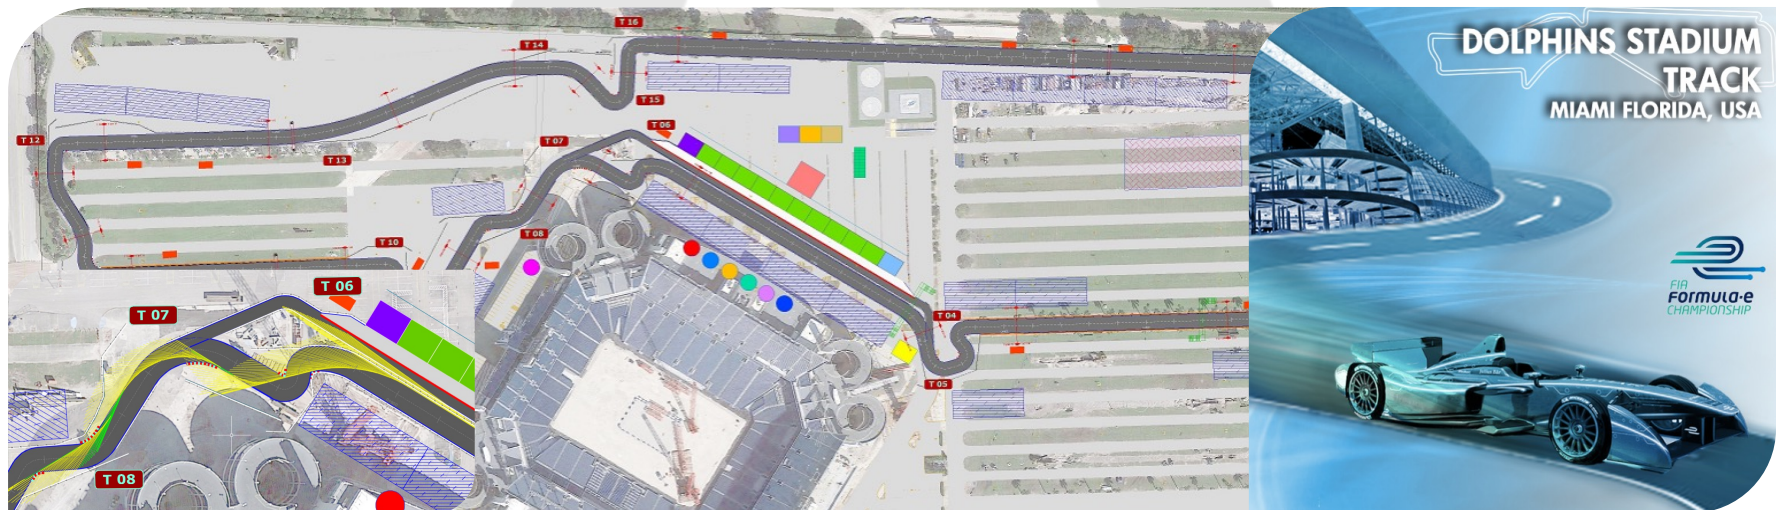 T 16
T 14
T 15
T 12
T 13
T 06
T 07
T 08
T 10
T 04
T 05
T 06
T 07
T 08
DOLPHINS STADIUM
TRACK
MIAMI FLORIDA, USA
FIA
FORMULA·E
CHAMPIONSHIP